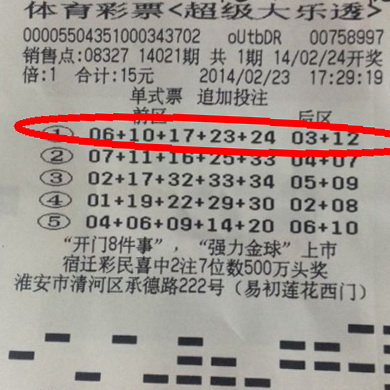 体育彩票<超级大乐透>
000055043510003437​02 oUtbDR 00758997
销售点:08327 14021期 共1期 14/02/24开奖
倍:1 合计:15元 2014/02/23 17:29:19
单式票 追加投注
前区 后区
① 06+10+17+23+24 03+12
② 07+11+16+25+33 04+07
③ 02+17+32+33+34 05+09
④ 01+19+22+29+30 02+03
⑤ 04+06+09+14+20 06+10
“开门8件事”,“强力金球”上市
宿迁彩民喜中2注7位数500万头奖
淮安市清河区承德路222号(易初莲花西门)